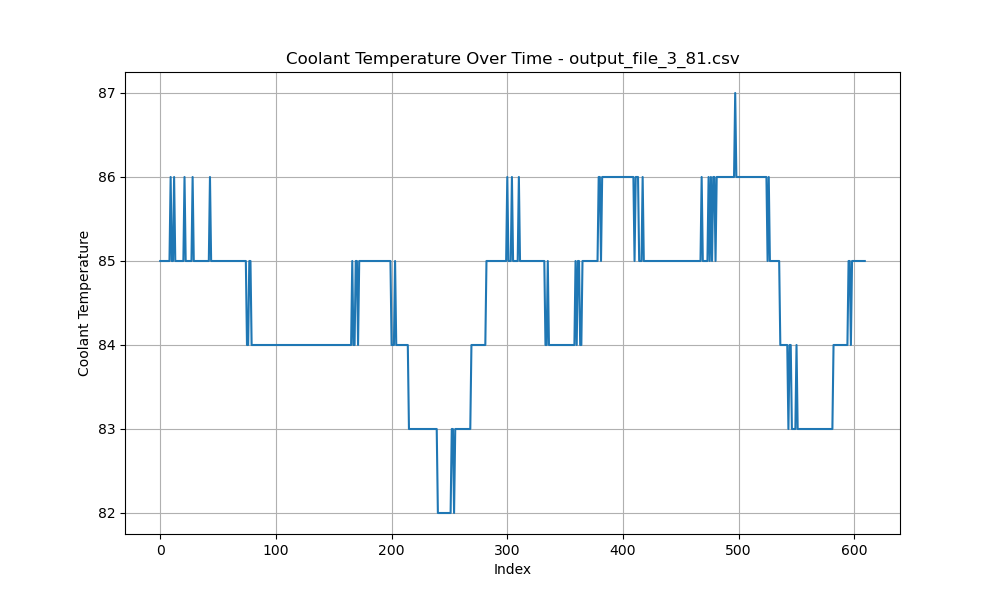 Coolant Temperature Over Time - output_file_3_81.csv
Coolant Temperature
87
86
85
84
83
82
0 100 200 300 400 500 600
Index